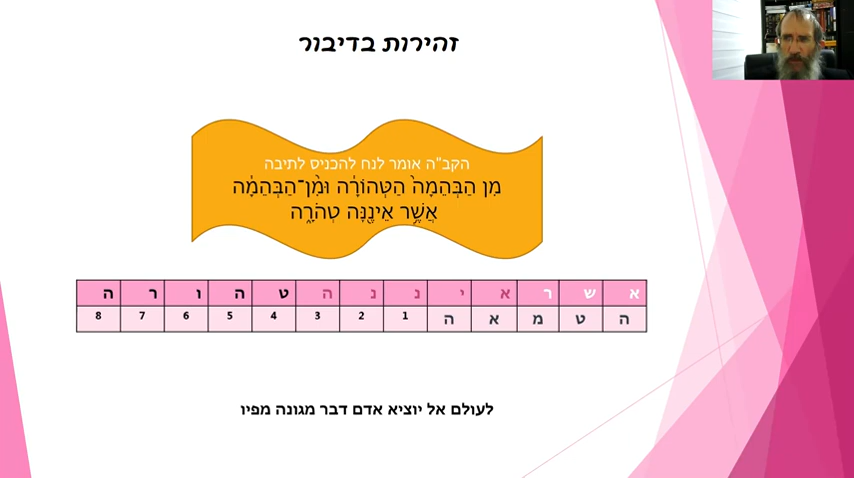 זהירות בדיבור
הקב"ה אומר לנח להכניס לתיבה
מִן הַבְּהֵמָה֙ הַטְּהוֹרָ֔ה וּמִ֨ן־הַבְּהֵמָ֔ה
אֲשֶׁ֥ר אֵינֶ֖נָּה טְהֹרָ֑ה
א ש ר א י נ נ ה ט ה ו ר ה
ה ט מ א ה 1 2 3 4 5 6 7 8
לעולם אל יוציא אדם דבר מגונה מפיו